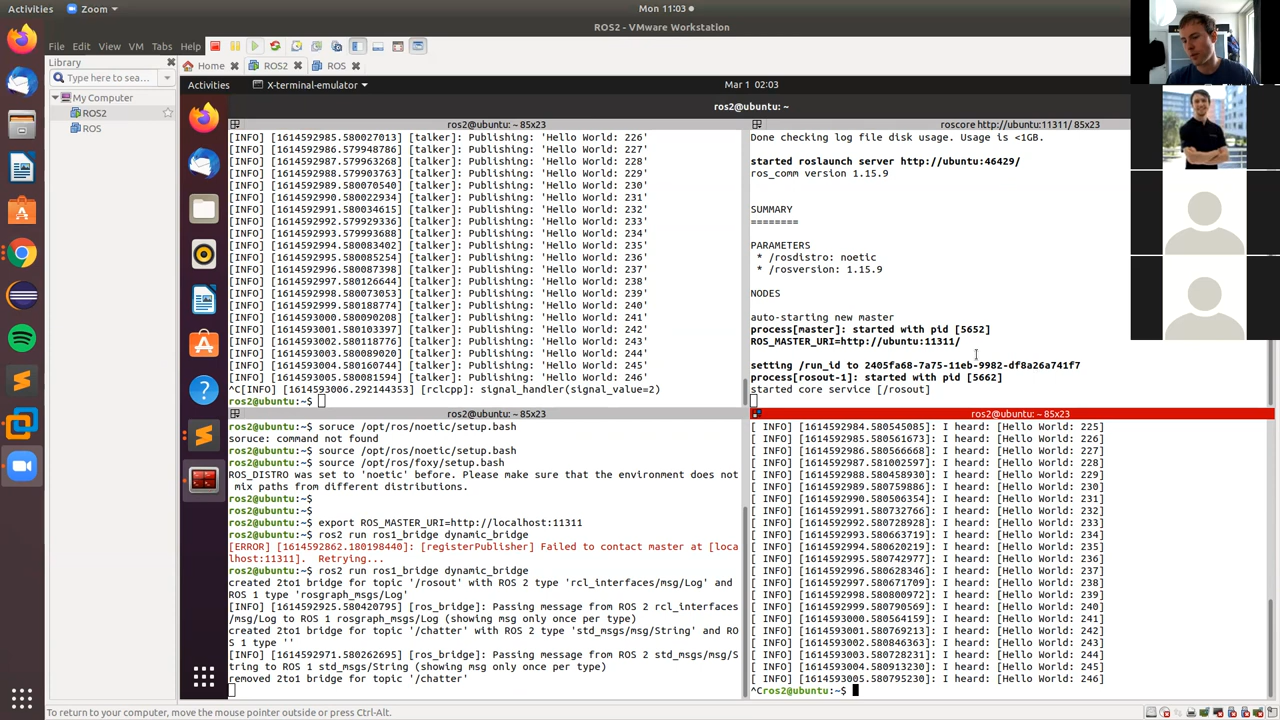 Activities
Zoom
Mon 11:03
ROS2 - VMware Workstation
File Edit View VM Tabs Help
Library
Type here to sea...
My Computer
ROS2
ROS
Home
ROS2
ROS
Activities
X-terminal-emulator
Mar 1 02:03
ros2@ubuntu: ~
ros2@ubuntu: ~ 85x23
[INFO] [1614592985.580027013] [talker]: Publishing: 'Hello World: 226'
[INFO] [1614592986.579948786] [talker]: Publishing: 'Hello World: 227'
[INFO] [1614592987.579963268] [talker]: Publishing: 'Hello World: 228'
[INFO] [1614592988.579903763] [talker]: Publishing: 'Hello World: 229'
[INFO] [1614592989.580070540] [talker]: Publishing: 'Hello World: 230'
[INFO] [1614592990.580022934] [talker]: Publishing: 'Hello World: 231'
[INFO] [1614592991.580034615] [talker]: Publishing: 'Hello World: 232'
[INFO] [1614592992.579929336] [talker]: Publishing: 'Hello World: 233'
[INFO] [1614592993.579993688] [talker]: Publishing: 'Hello World: 234'
[INFO] [1614592994.580083402] [talker]: Publishing: 'Hello World: 235'
[INFO] [1614592995.580085254] [talker]: Publishing: 'Hello World: 236'
[INFO] [1614592996.580087398] [talker]: Publishing: 'Hello World: 237'
[INFO] [1614592997.580126644] [talker]: Publishing: 'Hello World: 238'
[INFO] [1614592998.580073053] [talker]: Publishing: 'Hello World: 239'
[INFO] [1614592999.580188774] [talker]: Publishing: 'Hello World: 240'
[INFO] [1614593000.580090208] [talker]: Publishing: 'Hello World: 241'
[INFO] [1614593001.580103397] [talker]: Publishing: 'Hello World: 242'
[INFO] [1614593002.580118776] [talker]: Publishing: 'Hello World: 243'
[INFO] [1614593003.580089020] [talker]: Publishing: 'Hello World: 244'
[INFO] [1614593004.580160744] [talker]: Publishing: 'Hello World: 245'
[INFO] [1614593005.580081594] [talker]: Publishing: 'Hello World: 246'
^C[INFO] [1614593006.292144353] [rclcpp]: signal_handler(signal_value=2)
ros2@ubuntu:~$
roscore http://ubuntu:11311/ 85x23
Done checking log file disk usage. Usage is <1GB.
started roslaunch server http://ubuntu:46429/
ros_comm version 1.15.9
SUMMARY
========
PARAMETERS
* /rosdistro: noetic
* /rosversion: 1.15.9
NODES
auto-starting new master
process[master]: started with pid [5652]
ROS_MASTER_URI=http://ubuntu:11311/
setting /run_id to 2405fa68-7a75-11eb-9982-df8a26a741f7
process[rosout-1]: started with pid [5662]
started core service [/rosout]
ros2@ubuntu: ~ 85x23
ros2@ubuntu:~$ soruce /opt/ros/noetic/setup.bash
soruce: command not found
ros2@ubuntu:~$ source /opt/ros/noetic/setup.bash
ros2@ubuntu:~$ source /opt/ros/foxy/setup.bash
ROS_DISTRO was set to 'noetic' before. Please make sure that the environment does not
mix paths from different distributions.
ros2@ubuntu:~$
ros2@ubuntu:~$
ros2@ubuntu:~$ export ROS_MASTER_URI=http://localhost:11311
ros2@ubuntu:~$ ros2 run ros1_bridge dynamic_bridge
[ERROR] [1614592862.180198440]: [registerPublisher] Failed to contact master at [loca
lhost:11311].  Retrying...
ros2@ubuntu:~$ ros2 run ros1_bridge dynamic_bridge
created 2to1 bridge for topic '/rosout' with ROS 2 type 'rcl_interfaces/msg/Log' and
ROS 1 type 'rosgraph_msgs/Log'
[INFO] [1614592925.580420795] [ros_bridge]: Passing message from ROS 2 rcl_interfaces
/msg/Log to ROS 1 rosgraph_msgs/Log (showing msg only once per type)
created 2to1 bridge for topic '/chatter' with ROS 2 type 'std_msgs/msg/String' and RO
S 1 type ''
[INFO] [1614592971.580262695] [ros_bridge]: Passing message from ROS 2 std_msgs/msg/S
tring to ROS 1 std_msgs/String (showing msg only once per type)
removed 2to1 bridge for topic '/chatter'
ros2@ubuntu: ~ 85x23
[ INFO] [1614592984.580545085]: I heard: [Hello World: 225]
[ INFO] [1614592985.580561673]: I heard: [Hello World: 226]
[ INFO] [1614592986.580566668]: I heard: [Hello World: 227]
[ INFO] [1614592987.581002597]: I heard: [Hello World: 228]
[ INFO] [1614592988.580458930]: I heard: [Hello World: 229]
[ INFO] [1614592989.580759886]: I heard: [Hello World: 230]
[ INFO] [1614592990.580506354]: I heard: [Hello World: 231]
[ INFO] [1614592991.580732766]: I heard: [Hello World: 232]
[ INFO] [1614592992.580728928]: I heard: [Hello World: 233]
[ INFO] [1614592993.580663719]: I heard: [Hello World: 234]
[ INFO] [1614592994.580620219]: I heard: [Hello World: 235]
[ INFO] [1614592995.580742977]: I heard: [Hello World: 236]
[ INFO] [1614592996.580628346]: I heard: [Hello World: 237]
[ INFO] [1614592997.580671709]: I heard: [Hello World: 238]
[ INFO] [1614592998.580800972]: I heard: [Hello World: 239]
[ INFO] [1614592999.580790569]: I heard: [Hello World: 240]
[ INFO] [1614593000.580564159]: I heard: [Hello World: 241]
[ INFO] [1614593001.580769213]: I heard: [Hello World: 242]
[ INFO] [1614593002.580846363]: I heard: [Hello World: 243]
[ INFO] [1614593003.580728231]: I heard: [Hello World: 244]
[ INFO] [1614593004.580913230]: I heard: [Hello World: 245]
[ INFO] [1614593005.580795230]: I heard: [Hello World: 246]
^Cros2@ubuntu:~$
To return to your computer, move the mouse pointer outside or press Ctrl-Alt.